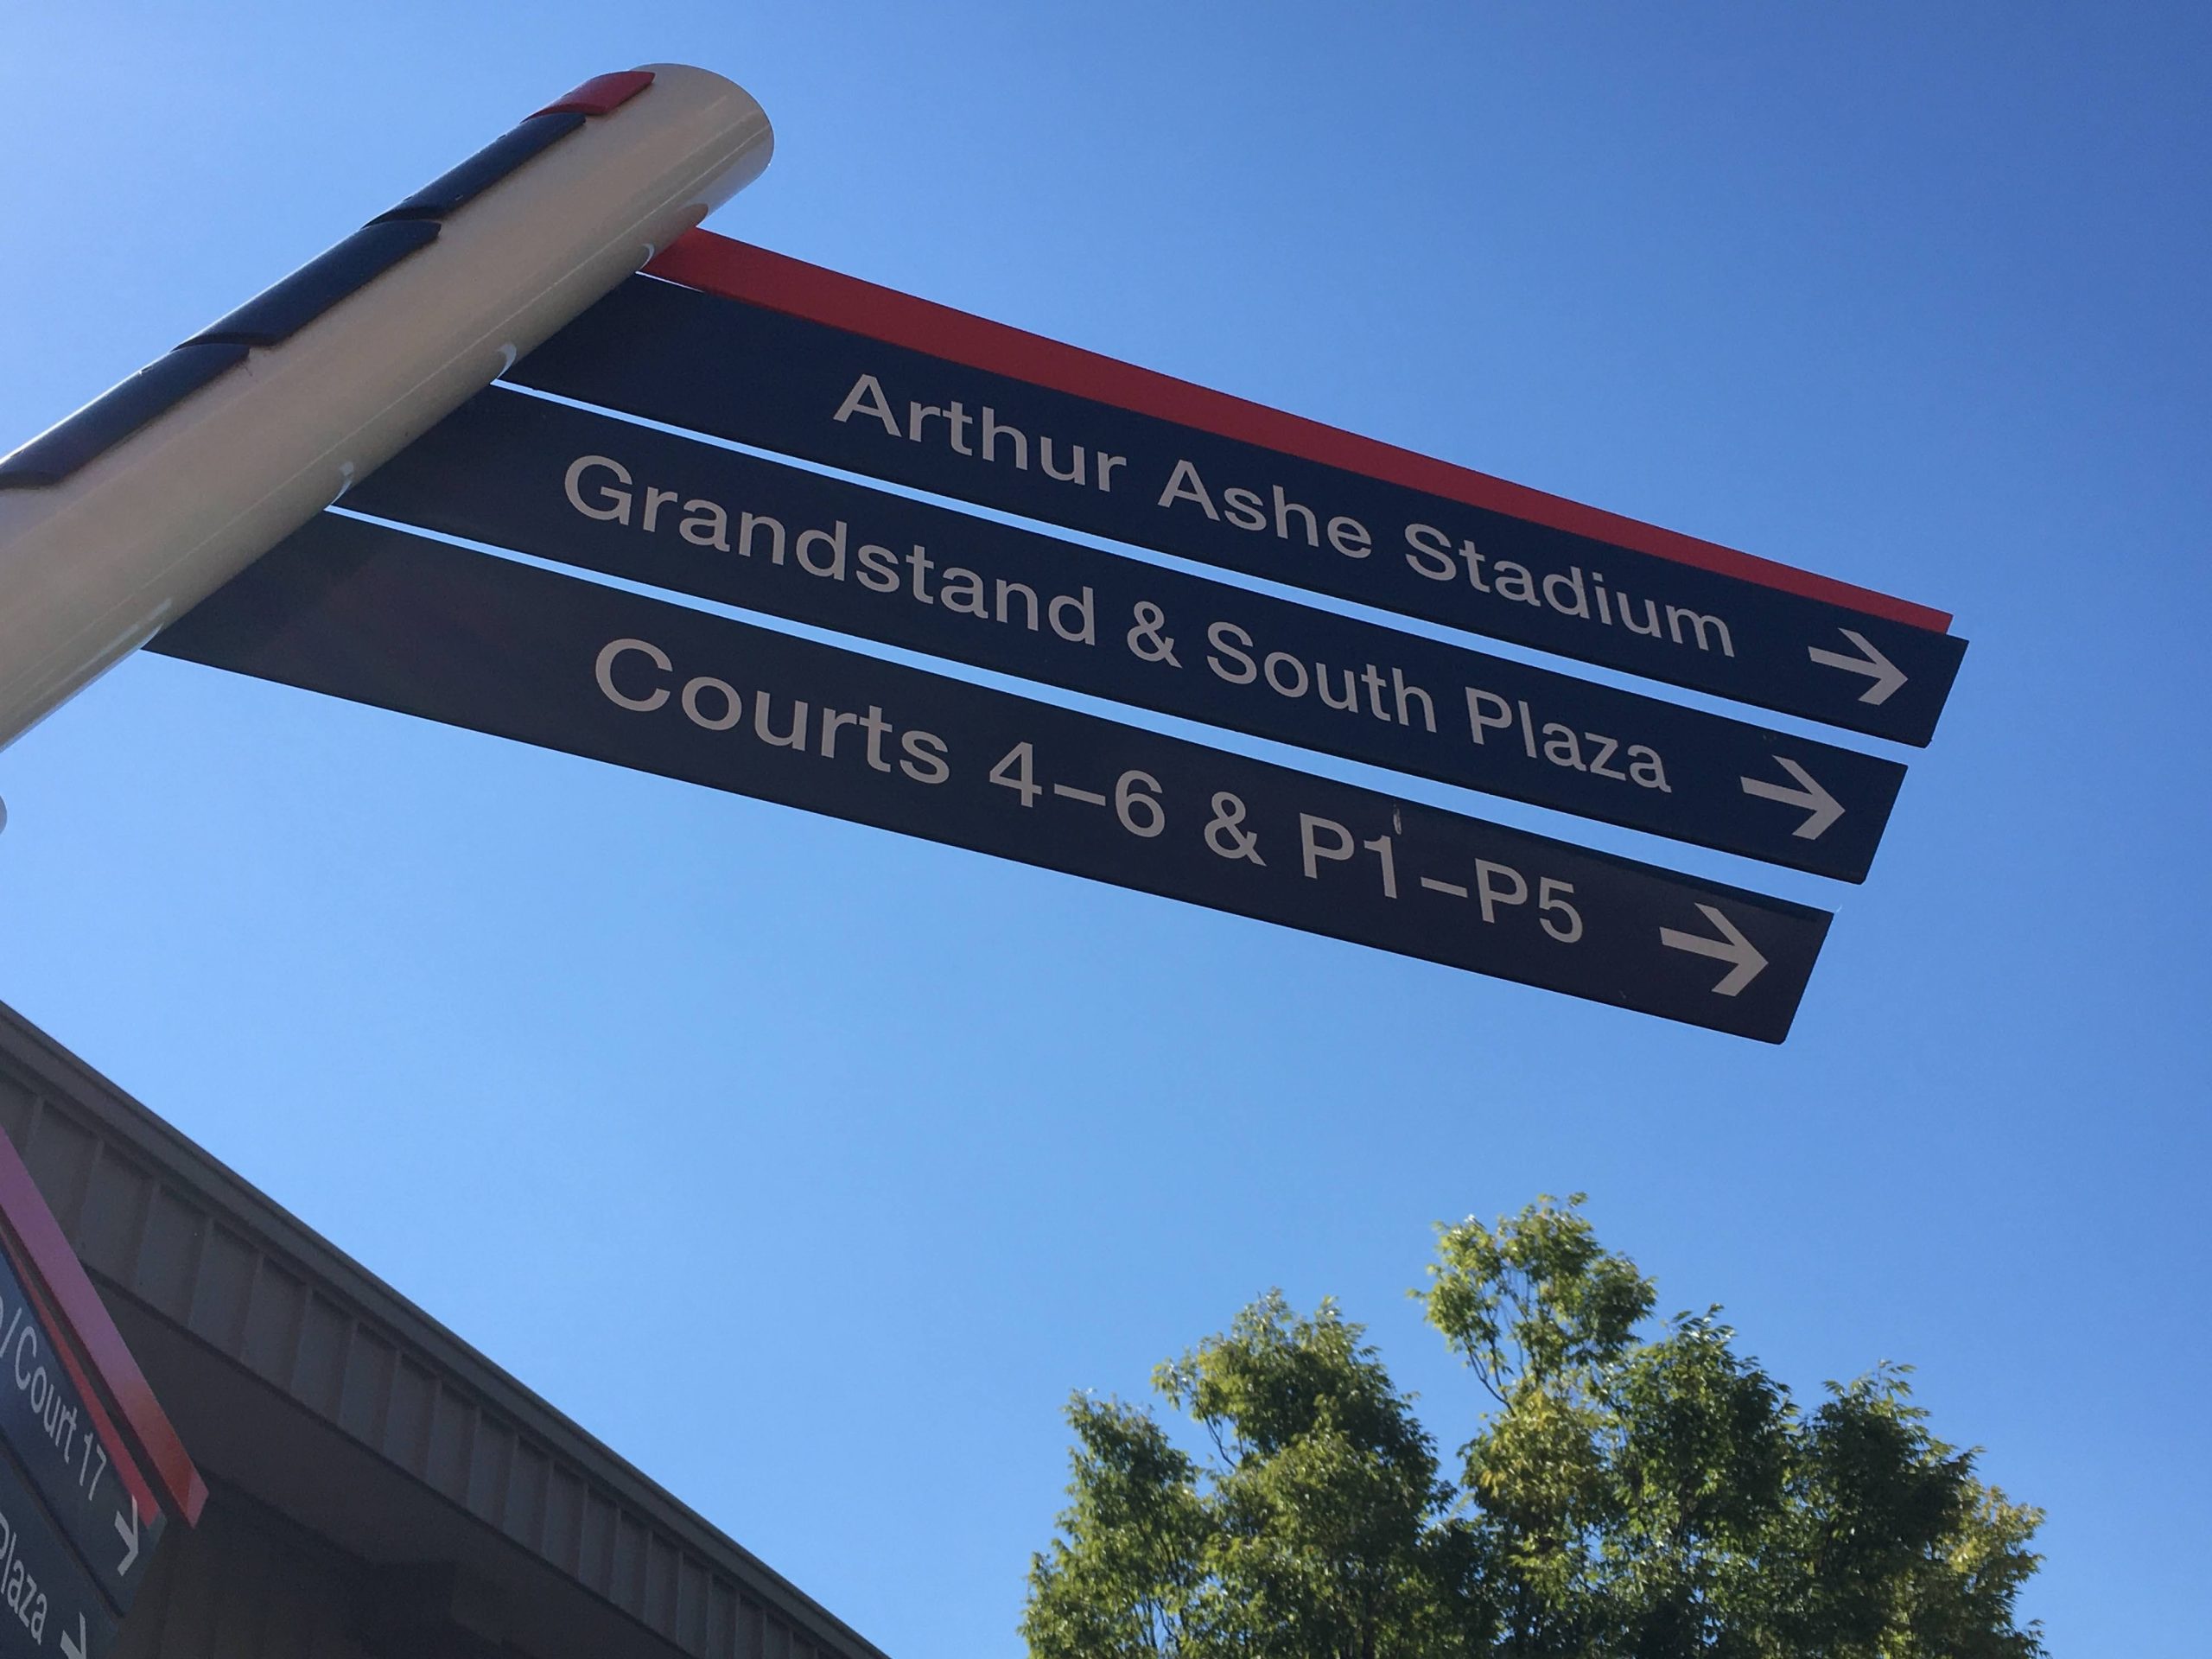 Arthur Ashe Stadium →
Grandstand & South Plaza →
Courts 4–6 & P1–P5 →
/Court 17 →
Plaza →